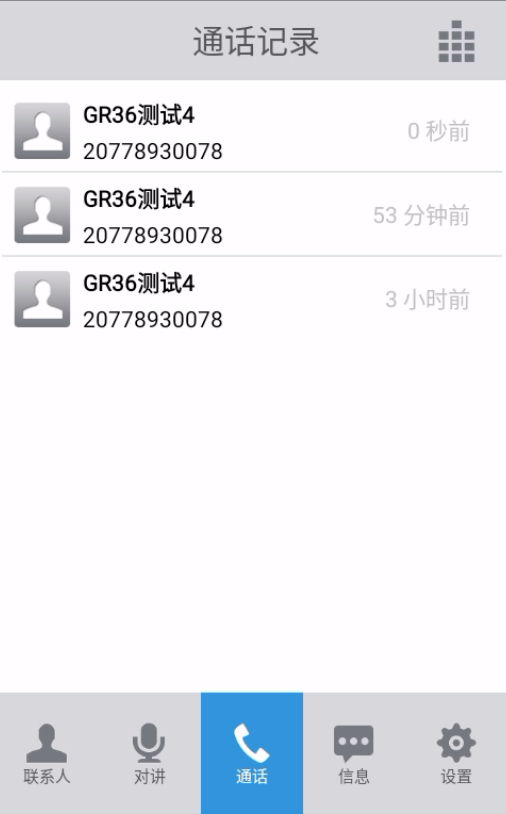 通话记录
GR36测试4
20778930078
0 秒前
GR36测试4
20778930078
53 分钟前
GR36测试4
20778930078
3 小时前
联系人
对讲
通话
信息
设置